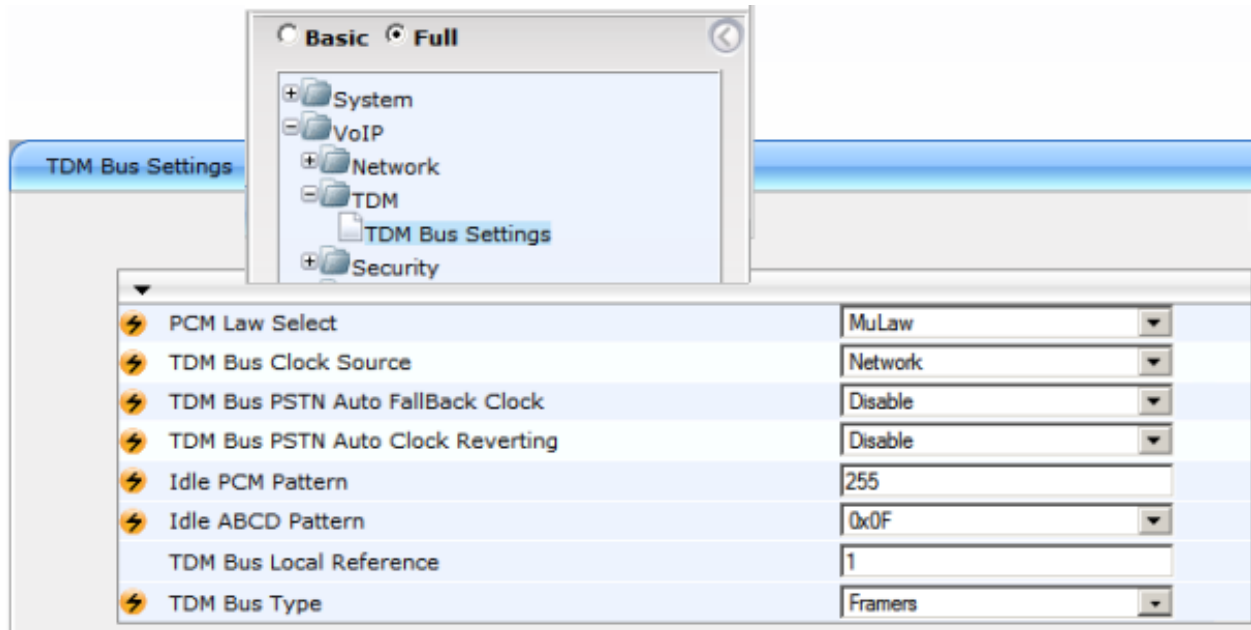 Basic Full
System
VoIP
Network
TDM
TDM Bus Settings
Security
TDM Bus Settings
PCM Law Select MuLaw
TDM Bus Clock Source Network
TDM Bus PSTN Auto FallBack Clock Disable
TDM Bus PSTN Auto Clock Reverting Disable
Idle PCM Pattern 255
Idle ABCD Pattern 0x0F
TDM Bus Local Reference 1
TDM Bus Type Framers